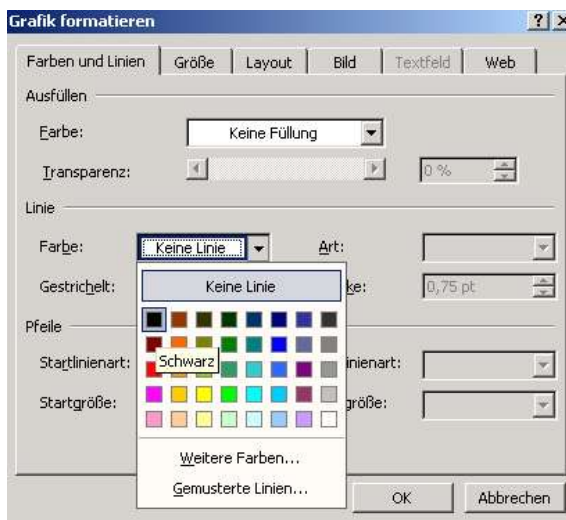 Grafik formatieren
Farben und Linien Größe Layout Bild Textfeld Web
Ausfüllen
Farbe: Keine Füllung
Transparenz: 0 %
Linie
Farbe: Keine Linie Art:
Gestrichelt: Keine Linie ke: 0,75 pt
Pfeile
Schwarz
Startlinienart: inienart:
Startgröße: größe:
Weitere Farben...
Gemusterte Linien...
OK Abbrechen